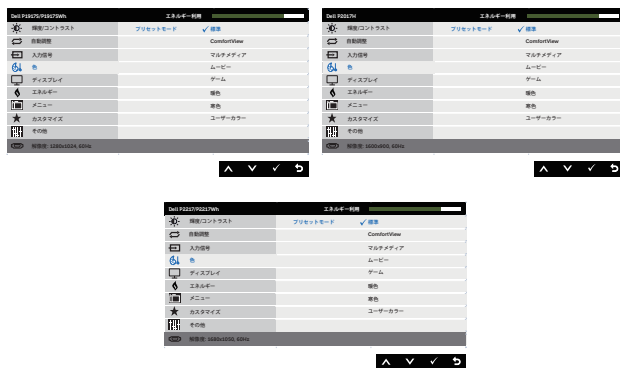 Dell P1917S/P1917SWh エネルギー利用
輝度/コントラスト プリセットモード ✓ 標準
自動調整 ComfortView
入力信号 マルチメディア
色 ムービー
ディスプレイ ゲーム
エネルギー 暖色
メニュー 寒色
カスタマイズ ユーザーカラー
その他
解像度: 1280x1024, 60Hz
Dell P2017H エネルギー利用
輝度/コントラスト プリセットモード ✓ 標準
自動調整 ComfortView
入力信号 マルチメディア
色 ムービー
ディスプレイ ゲーム
エネルギー 暖色
メニュー 寒色
カスタマイズ ユーザーカラー
その他
解像度: 1600x900, 60Hz
Dell P2217/P2217Wh エネルギー利用
輝度/コントラスト プリセットモード ✓ 標準
自動調整 ComfortView
入力信号 マルチメディア
色 ムービー
ディスプレイ ゲーム
エネルギー 暖色
メニュー 寒色
カスタマイズ ユーザーカラー
その他
解像度: 1680x1050, 60Hz